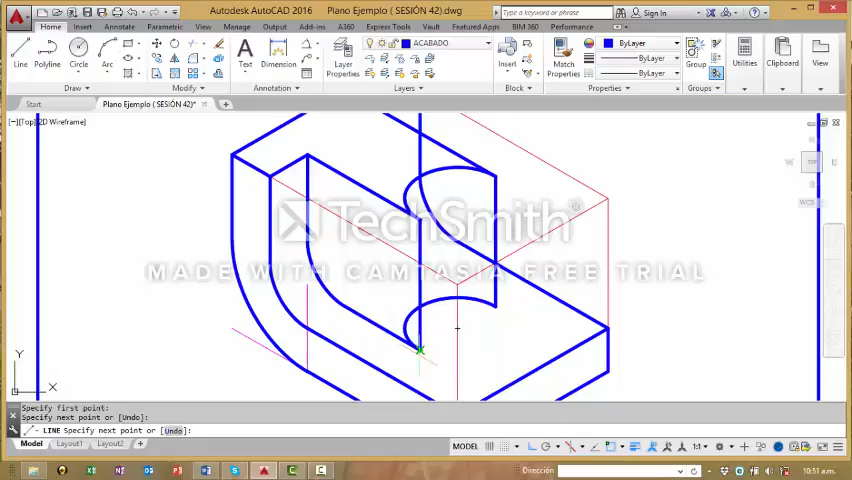 Autodesk AutoCAD 2016   Plano Ejemplo ( SESIÓN 42).dwg
Type a keyword or phrase
Sign In
Home Insert Annotate Parametric View Manage Output Add-ins A360 Express Tools Featured Apps BIM 360 Performance
ACABADO
ByLayer
Line Polyline Circle Arc Text Dimension Layer Properties Insert Match Properties ByLayer Group Utilities Clipboard View
ByLayer
Draw Modify Annotation Layers Block Properties Groups
Start Plano Ejemplo ( SESIÓN 42)*
[−][Top][2D Wireframe]
N
W TOP E
WCS
TechSmith
MADE WITH CAMTASIA FREE TRIAL
Y
X
Specify first point:
Specify next point or [Undo]:
LINE Specify next point or [Undo]:
Model Layout1 Layout2 +
MODEL 1:1
Dirección 10:51 a.m.